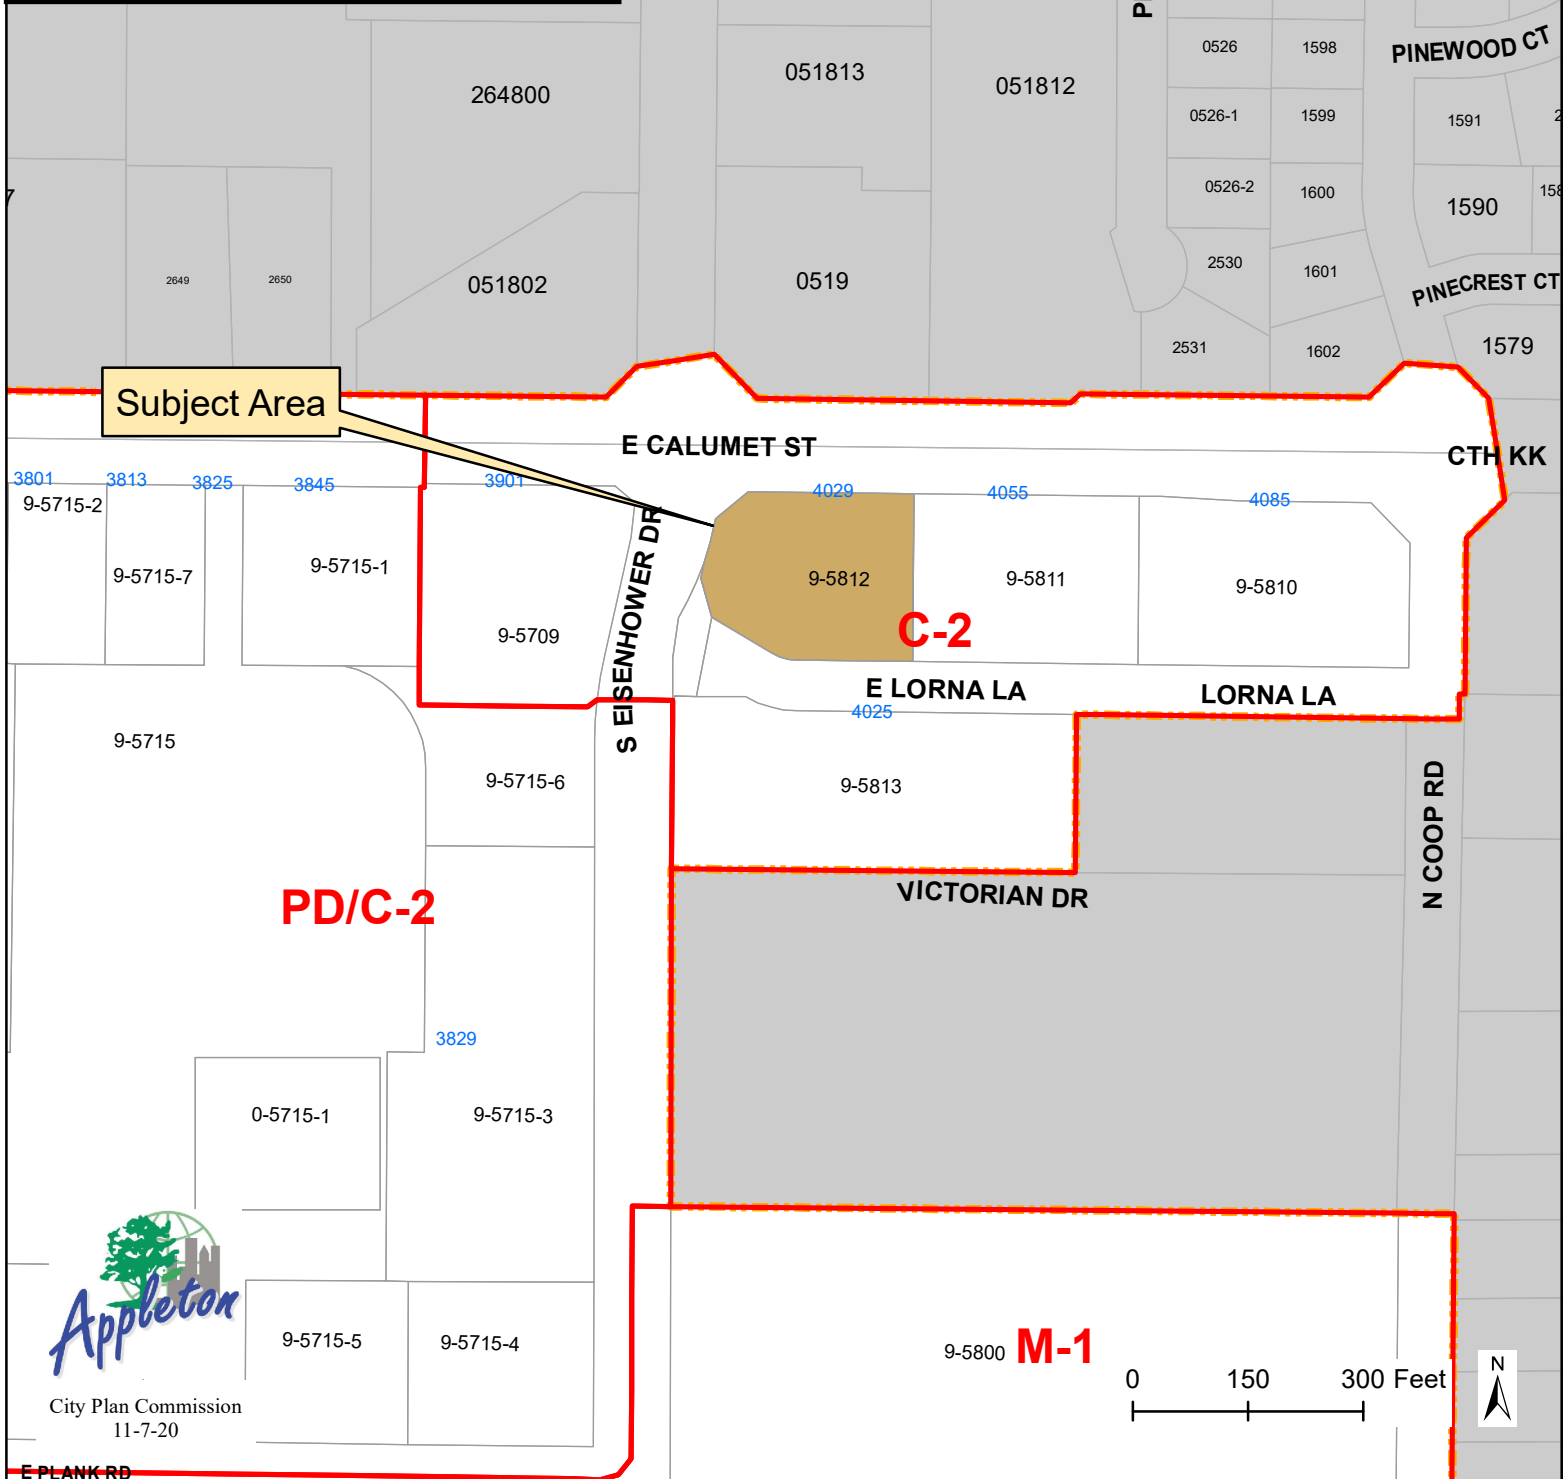 0526
1598
PINEWOOD CT
264800
051813
051812
0526-1
1599
1591
0526-2
1600
1590
2649
2650
051802
0519
2530
1601
PINECREST CT
2531
1602
1579
Subject Area
E CALUMET ST
CTH KK
3801
3813
3825
3845
3901
4029
4055
4085
9-5715-2
9-5715-7
9-5715-1
9-5709
S EISENHOWER DR
9-5812
9-5811
9-5810
C-2
E LORNA LA
LORNA LA
4025
9-5715
9-5715-6
9-5813
N COOP RD
VICTORIAN DR
PD/C-2
3829
0-5715-1
9-5715-3
Appleton
9-5715-5
9-5715-4
9-5800
M-1
0 150 300 Feet
N
City Plan Commission
11-7-20
E PLANK RD